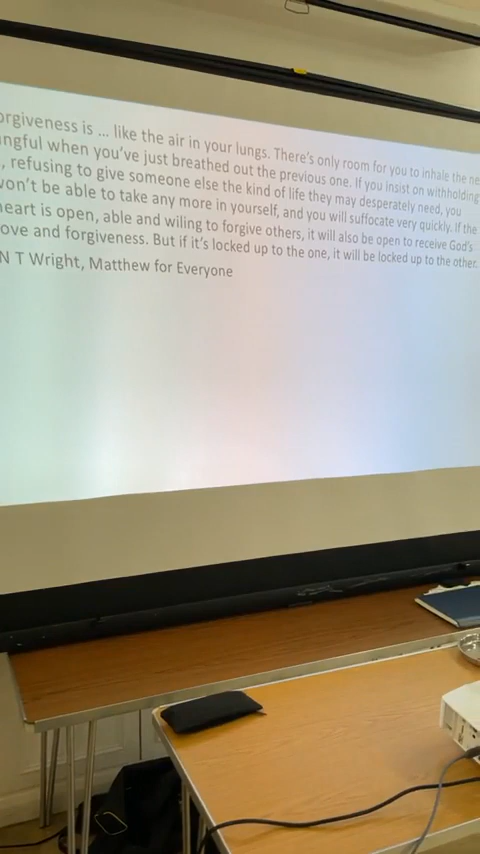 orgiveness is ... like the air in your lungs. There's only room for you to inhale the ne
ngful when you've just breathed out the previous one. If you insist on withholding
, refusing to give someone else the kind of life they may desperately need, you
won't be able to take any more in yourself, and you will suffocate very quickly. If the
heart is open, able and wiling to forgive others, it will also be open to receive God's
ove and forgiveness. But if it's locked up to the one, it will be locked up to the other.
N T Wright, Matthew for Everyone